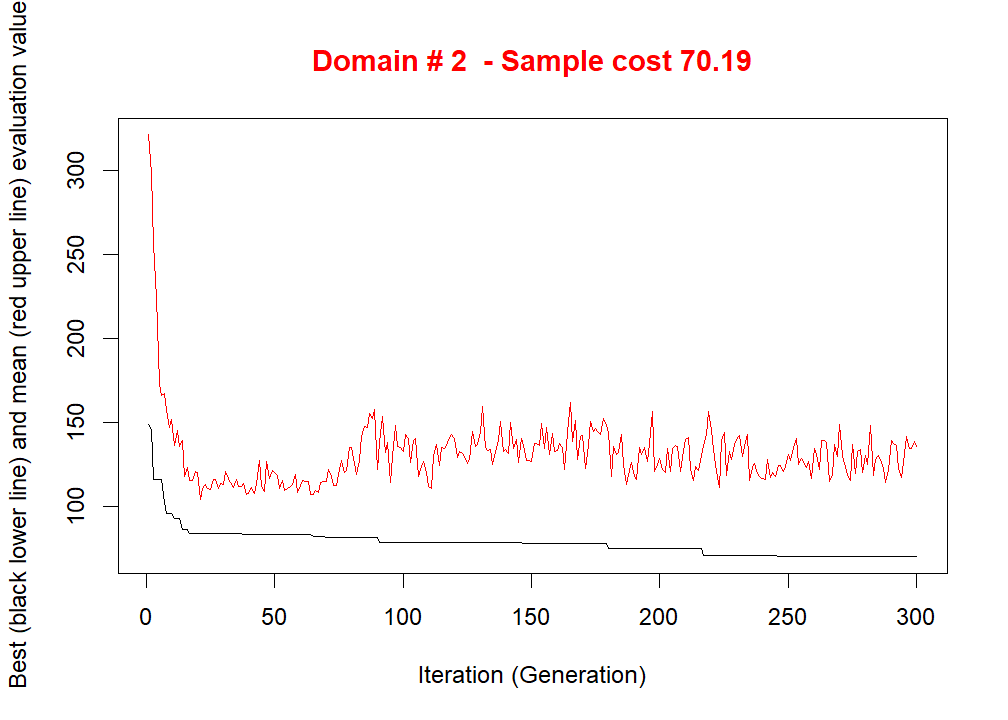 Domain # 2  - Sample cost 70.19
Best (black lower line) and mean (red upper line) evaluation value
300
250
200
150
100
0 50 100 150 200 250 300
Iteration (Generation)